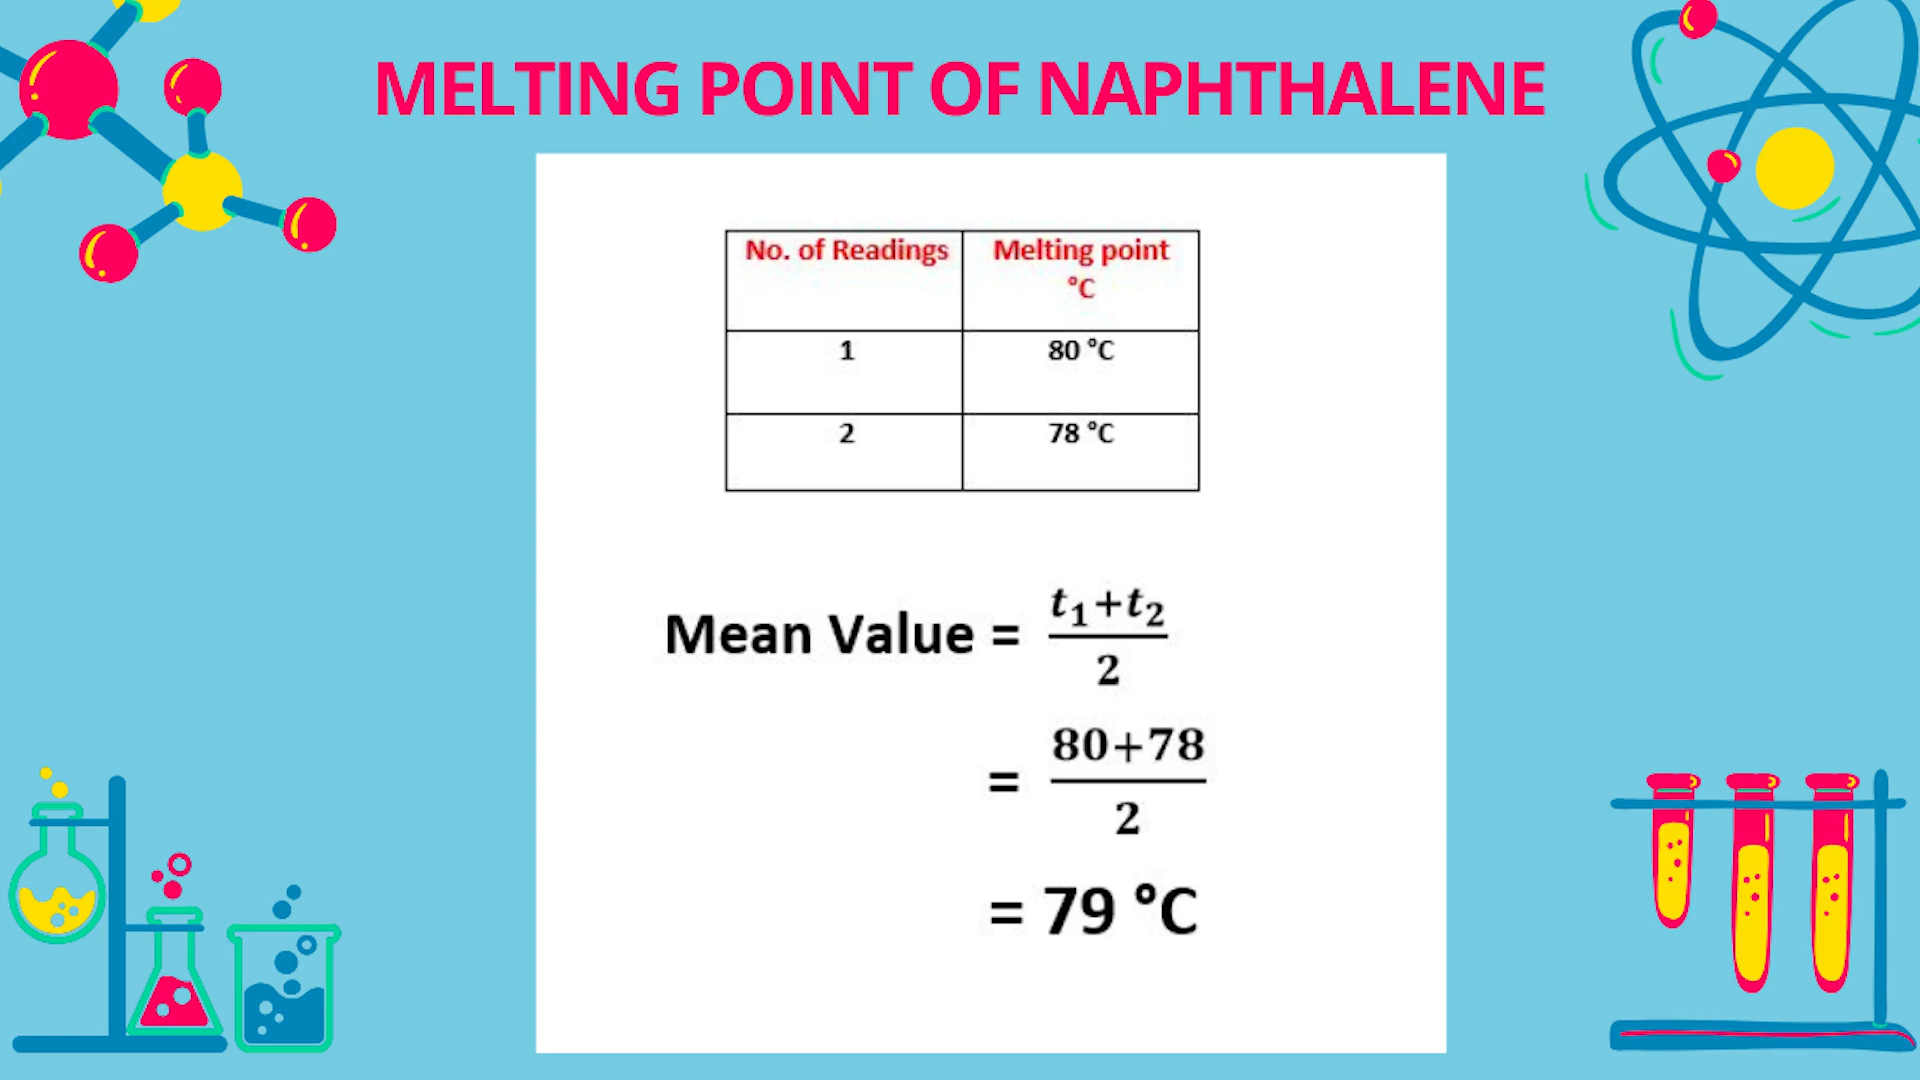 MELTING POINT OF NAPHTHALENE
No. of Readings Melting point
°C
1 80 °C
2 78 °C
Mean Value = t₁+t₂
2
= 80+78
2
= 79 °C